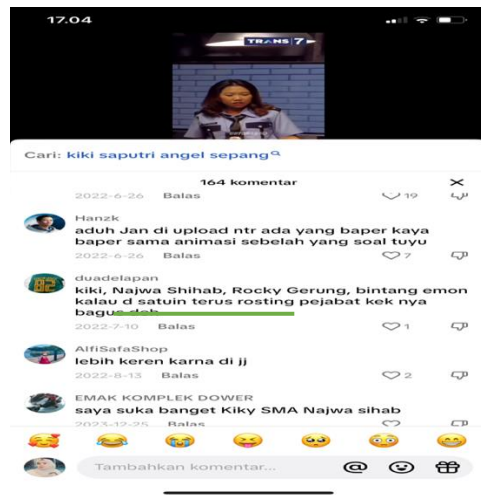 17.04
TRANS 7
Cari: kiki saputri angel sepang
164 komentar
2022-6-26 Balas 19
Hanzk
aduh Jan di upload ntr ada yang baper kaya
baper sama animasi sebelah yang soal tuyu
2022-6-26 Balas 7
duadelapan
kiki, Najwa Shihab, Rocky Gerung, bintang emon
kalau d satuin terus rosting pejabat kek nya
bagus deh
2022-7-10 Balas 1
AlfiSafaShop
lebih keren karna di jj
2022-8-13 Balas 2
EMAK KOMPLEK DOWER
saya suka banget Kiky SMA Najwa sihab
2023-12-25 Balas
Tambahkan komentar...